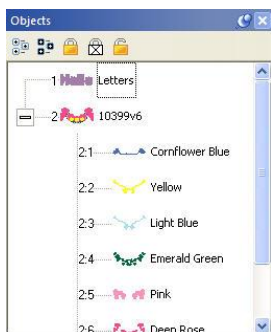 Objects
1 Hello Letters
2 10399v6
2:1 Cornflower Blue
2:2 Yellow
2:3 Light Blue
2:4 Emerald Green
2:5 Pink
2:6 Deep Rose